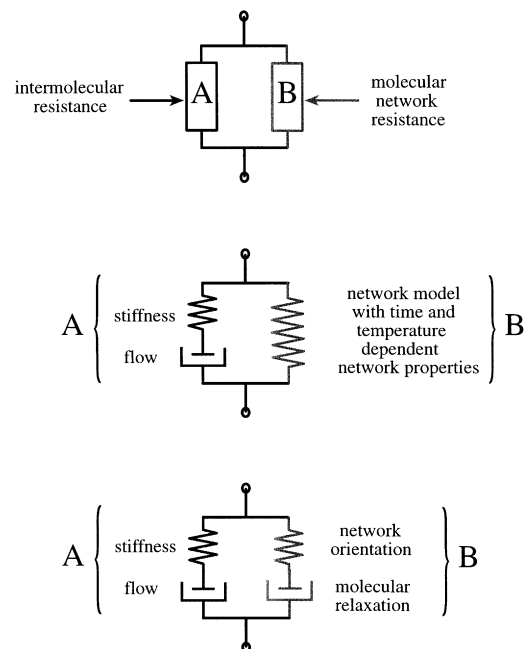 intermolecular
resistance
A
B
molecular
network
resistance
A
stiffness
flow
network model
with time and
temperature
dependent
network properties
B
A
stiffness
flow
network
orientation
molecular
relaxation
B